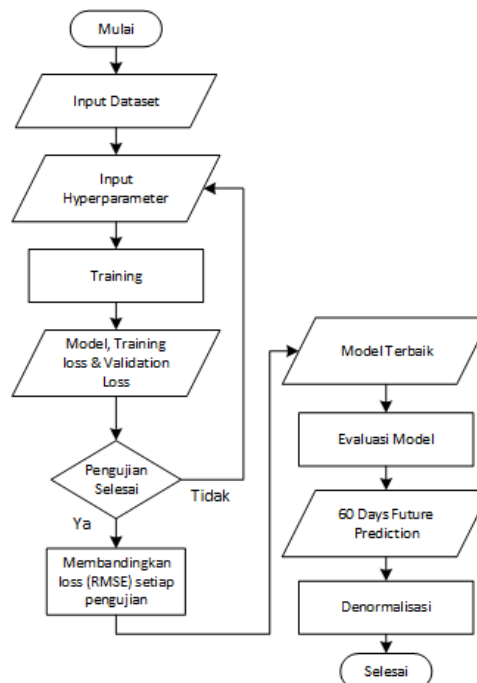 Mulai
Input Dataset
Input
Hyperparameter
Training
Model, Training
loss & Validation
Loss
Pengujian
Selesai
Tidak
Ya
Membandingkan
loss (RMSE) setiap
pengujian
Model Terbaik
Evaluasi Model
60 Days Future
Prediction
Denormalisasi
Selesai